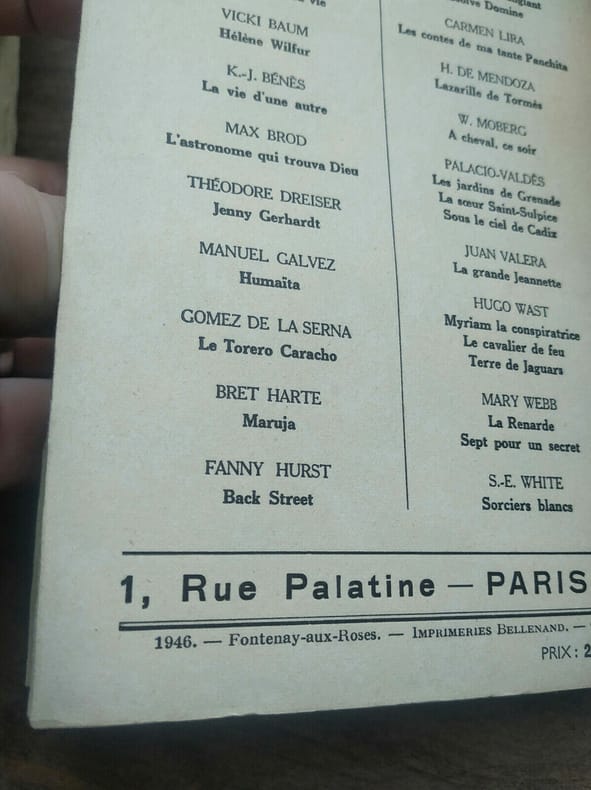 vie
VICKI BAUM
Hélène Wilfur
K.-J. BÉNÈS
La vie d'une autre
MAX BROD
L'astronome qui trouva Dieu
THÉODORE DREISER
Jenny Gerhardt
MANUEL GALVEZ
Humaïta
GOMEZ DE LA SERNA
Le Torero Caracho
BRET HARTE
Maruja
FANNY HURST
Back Street
Domine
CARMEN LIRA
Les contes de ma tante Panchita
H. DE MENDOZA
Lazarille de Tormès
W. MOBERG
A cheval, ce soir
PALACIO-VALDÈS
Les jardins de Grenade
La sœur Saint-Sulpice
Sous le ciel de Cadix
JUAN VALERA
La grande Jeannette
HUGO WAST
Myriam la conspiratrice
Le cavalier de feu
Terre de Jaguars
MARY WEBB
La Renarde
Sept pour un secret
S.-E. WHITE
Sorciers blancs
1, Rue Palatine — PARIS
1946. — Fontenay-aux-Roses. — IMPRIMERIES BELLENAND. —
PRIX : 2